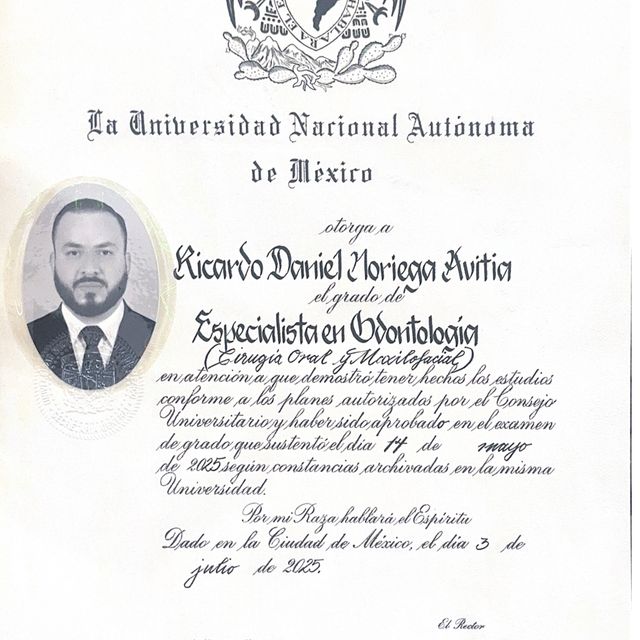 HABLARA EL E
La Universidad Nacional Autónoma
de México
otorga a
Ricardo Daniel Noriega Avitia
el grado de
Especialista en Odontología
(Cirugía Oral y Maxilofacial)
en atención a que demostró tener hechos los estudios
conforme a los planes autorizados por el Consejo
Universitario y haber sido aprobado en el examen
de grado que sustentó el día 14 de mayo
de 2025 según constancias archivadas en la misma
Universidad.
Por mi Raza hablará el Espíritu
Dado en la Ciudad de México, el día 3 de
julio de 2025.
El Rector